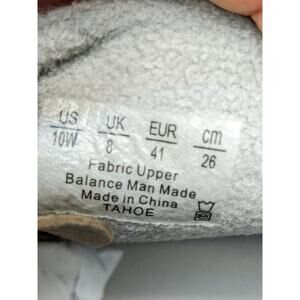 US UK EUR cm
10W 8 41 26
Fabric Upper
Balance Man Made
Made in China
TAHOE